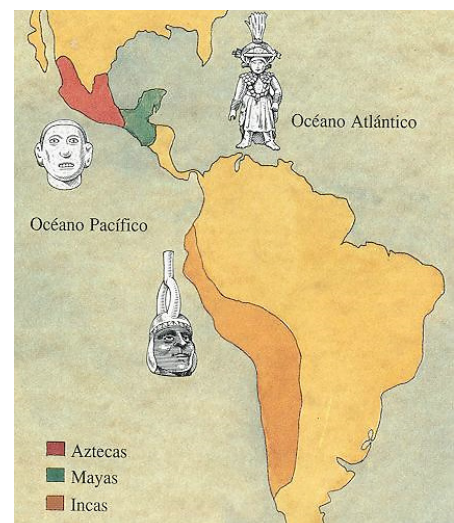 Océano Atlántico
Océano Pacífico
Aztecas
Mayas
Incas